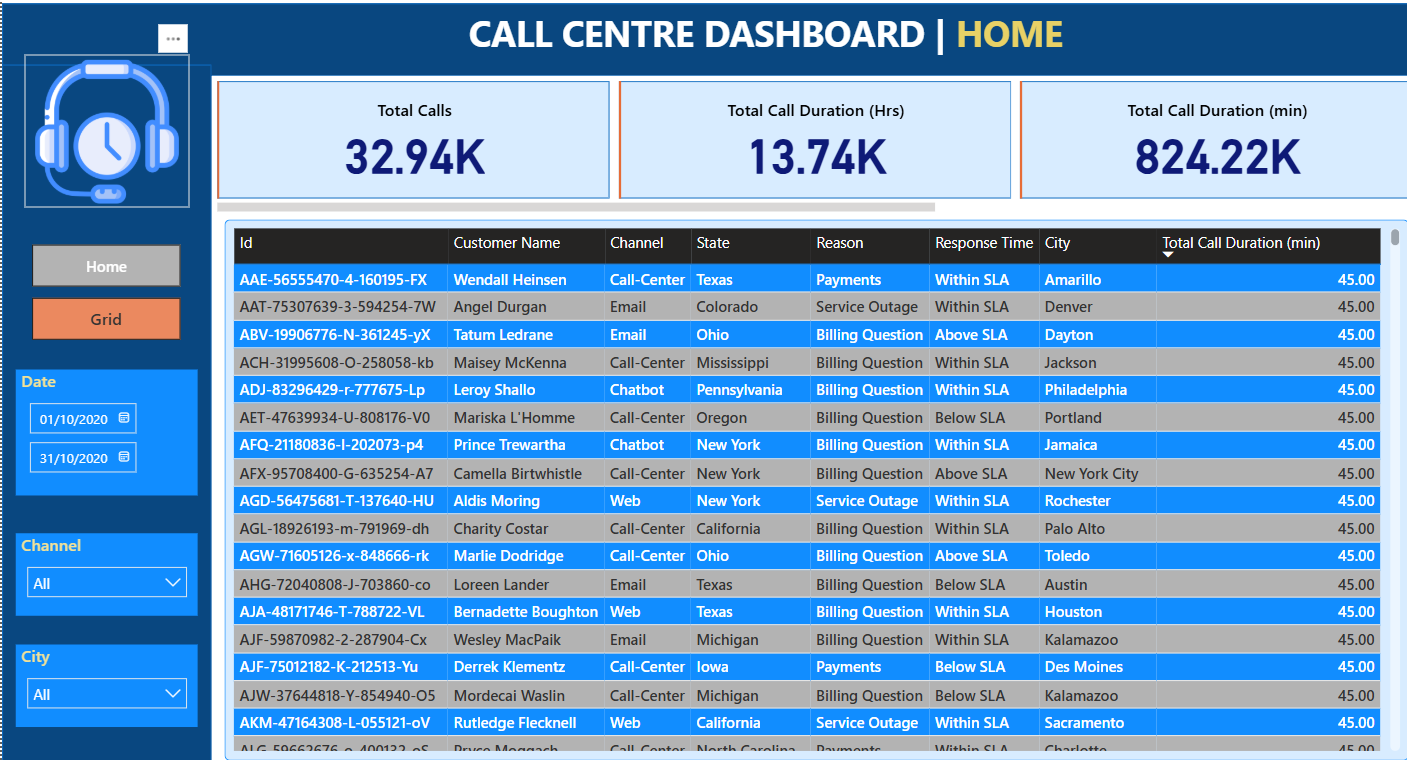 CALL CENTRE DASHBOARD | HOME
Total Calls
32.94K
Total Call Duration (Hrs)
13.74K
Total Call Duration (min)
824.22K
Home
Grid
Date
01/10/2020
31/10/2020
Channel
All
City
All
Id Customer Name Channel State Reason Response Time City Total Call Duration (min)
AAE-56555470-4-160195-FX Wendall Heinsen Call-Center Texas Payments Within SLA Amarillo 45.00
AAT-75307639-3-594254-7W Angel Durgan Email Colorado Service Outage Within SLA Denver 45.00
ABV-19906776-N-361245-yX Tatum Ledrane Email Ohio Billing Question Above SLA Dayton 45.00
ACH-31995608-O-258058-kb Maisey McKenna Call-Center Mississippi Billing Question Within SLA Jackson 45.00
ADJ-83296429-r-777675-Lp Leroy Shallo Chatbot Pennsylvania Billing Question Within SLA Philadelphia 45.00
AET-47639934-U-808176-V0 Mariska L'Homme Call-Center Oregon Billing Question Below SLA Portland 45.00
AFQ-21180836-I-202073-p4 Prince Trewartha Chatbot New York Billing Question Within SLA Jamaica 45.00
AFX-95708400-G-635254-A7 Camella Birtwhistle Call-Center New York Billing Question Above SLA New York City 45.00
AGD-56475681-T-137640-HU Aldis Moring Web New York Service Outage Within SLA Rochester 45.00
AGL-18926193-m-791969-dh Charity Costar Call-Center California Billing Question Within SLA Palo Alto 45.00
AGW-71605126-x-848666-rk Marlie Dodridge Call-Center Ohio Billing Question Above SLA Toledo 45.00
AHG-72040808-J-703860-co Loreen Lander Email Texas Billing Question Below SLA Austin 45.00
AJA-48171746-T-788722-VL Bernadette Boughton Web Texas Billing Question Within SLA Houston 45.00
AJF-59870982-2-287904-Cx Wesley MacPaik Email Michigan Billing Question Within SLA Kalamazoo 45.00
AJF-75012182-K-212513-Yu Derrek Klementz Call-Center Iowa Payments Below SLA Des Moines 45.00
AJW-37644818-Y-854940-O5 Mordecai Waslin Call-Center Michigan Billing Question Below SLA Kalamazoo 45.00
AKM-47164308-L-055121-oV Rutledge Flecknell Web California Service Outage Within SLA Sacramento 45.00
Call-Center North Carolina Payments Within SLA Charlotte 45.00